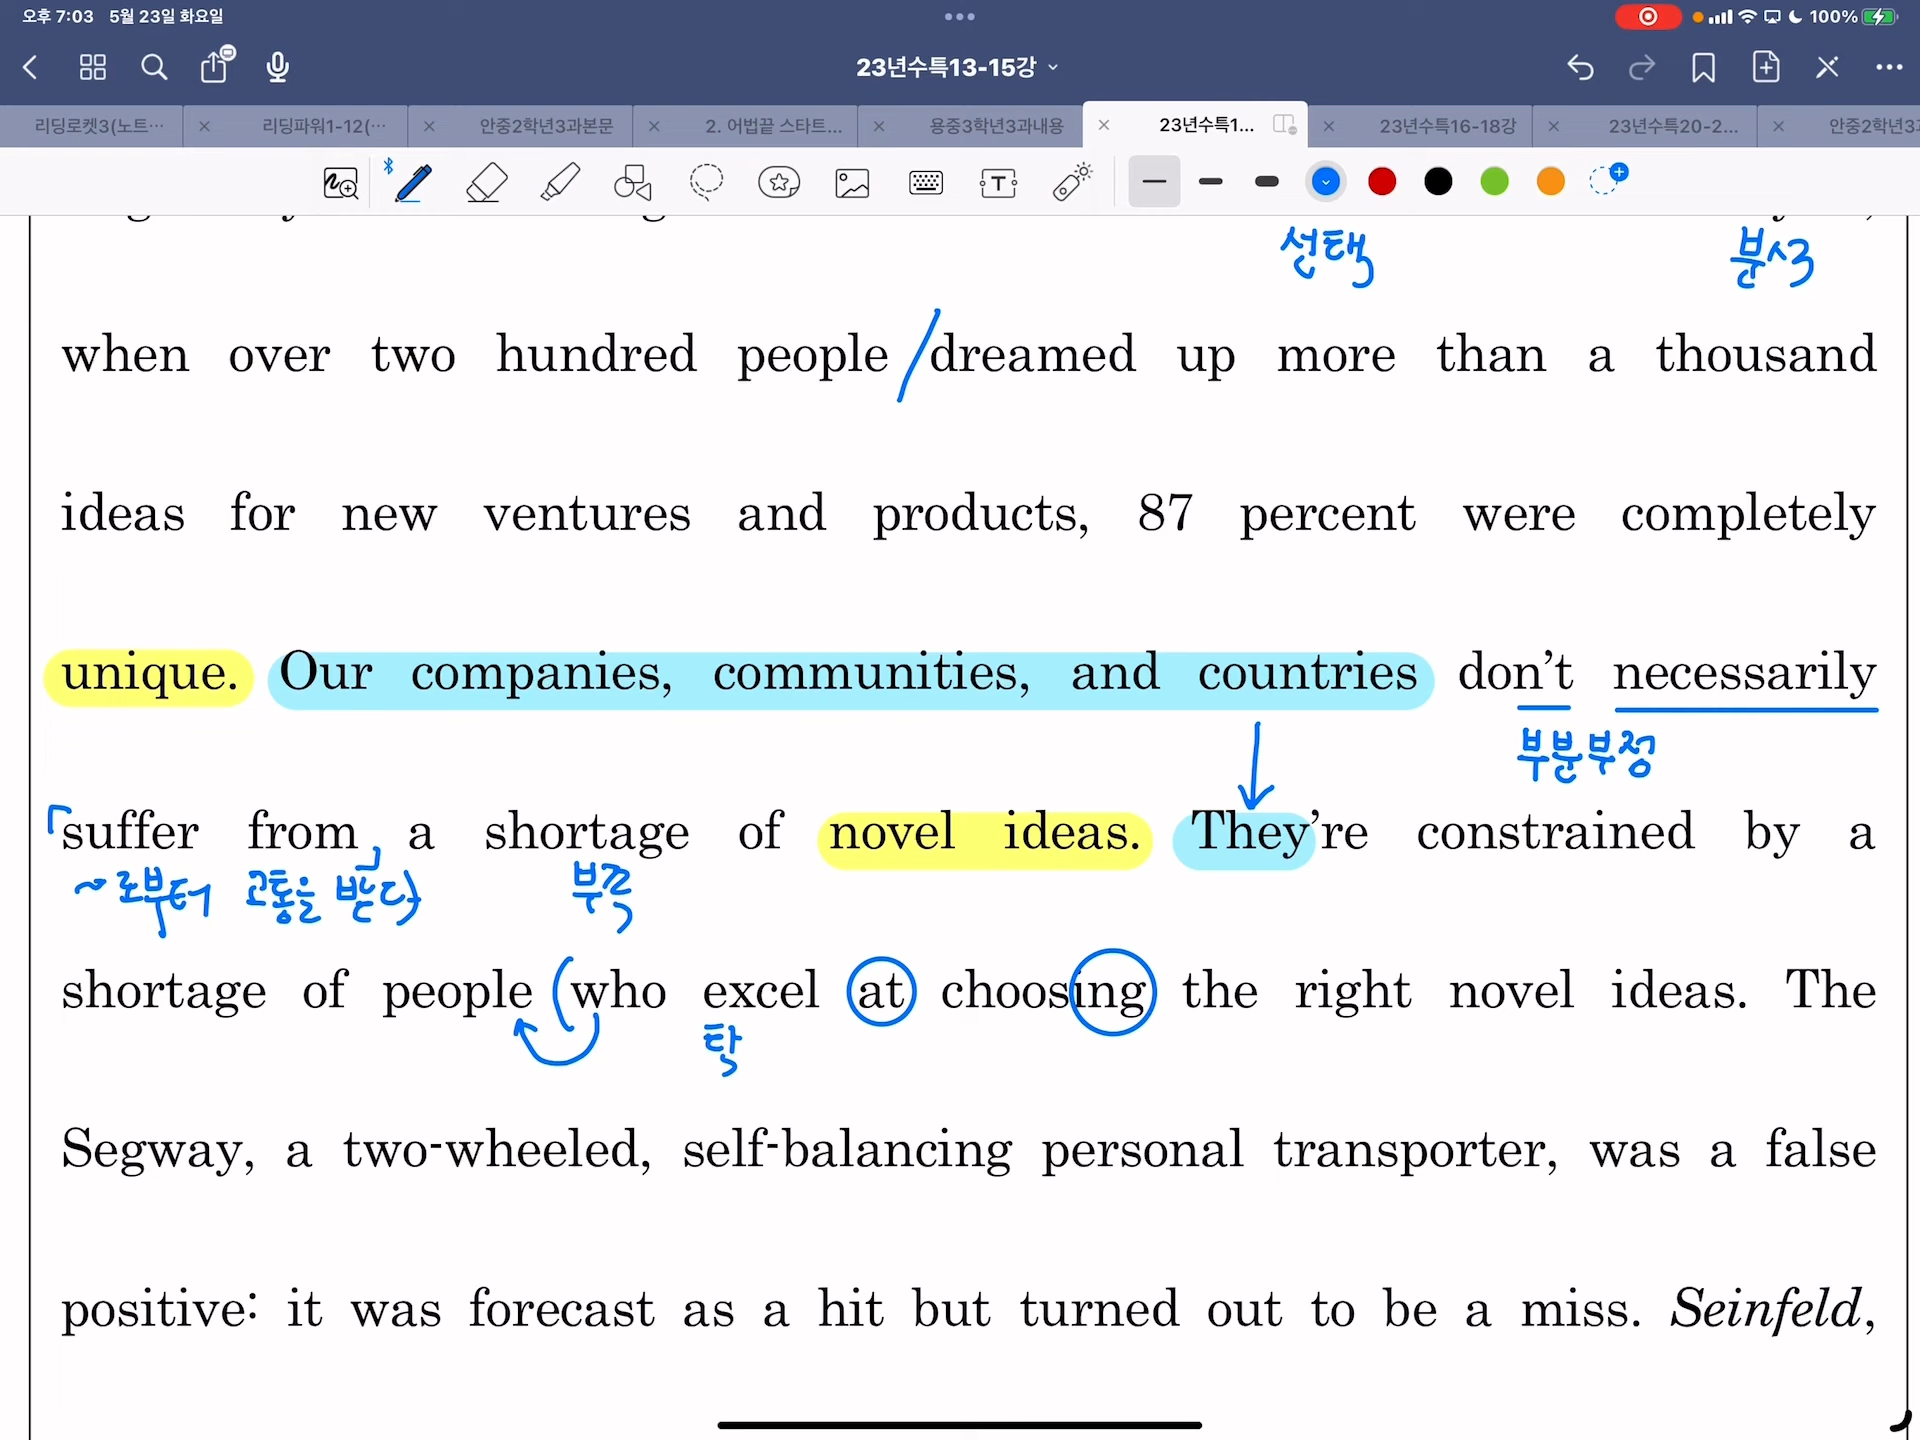 오후 7:03 5월 23일 화요일
100%
23년수특13-15강
리딩로켓3(노트…
리딩파워1-12(…
안중2학년3과본문
2. 어법끝 스타트...
용중3학년3과내용
23년수특1...
23년수특16-18강
23년수특20-2...
안중2학년3
선택 분석
when over two hundred people / dreamed up more than a thousand
ideas for new ventures and products, 87 percent were completely
unique. Our companies, communities, and countries don't necessarily
부분부정
suffer from a shortage of novel ideas. They're constrained by a
~로부터 고통을 받다 부족
shortage of people (who excel at choosing the right novel ideas. The
탁
Segway, a two-wheeled, self-balancing personal transporter, was a false
positive: it was forecast as a hit but turned out to be a miss. Seinfeld,